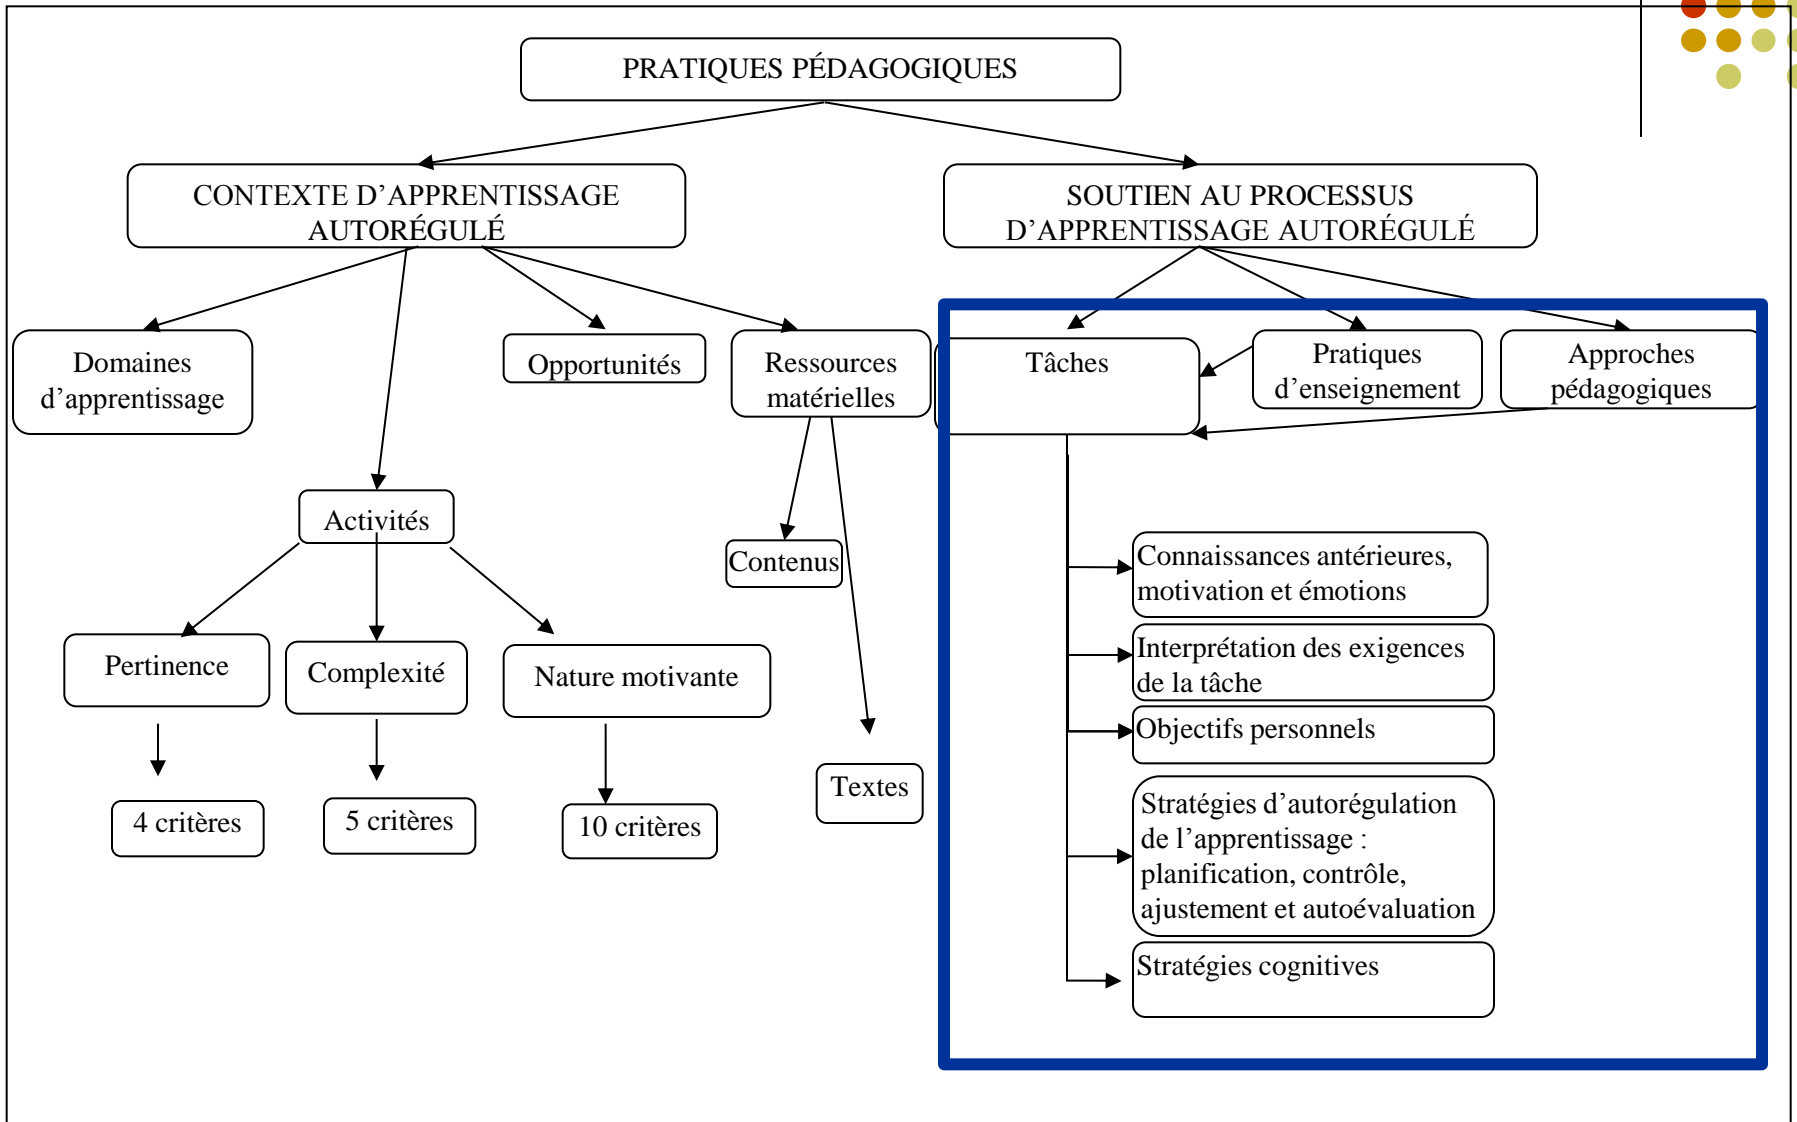 PRATIQUES PÉDAGOGIQUES
CONTEXTE D’APPRENTISSAGE
AUTORÉGULÉ
SOUTIEN AU PROCESSUS
D’APPRENTISSAGE AUTORÉGULÉ
Domaines
d’apprentissage
Opportunités
Ressources
matérielles
Tâches
Pratiques
d’enseignement
Approches
pédagogiques
Activités
Contenus
Pertinence
Complexité
Nature motivante
Textes
4 critères
5 critères
10 critères
Connaissances antérieures,
motivation et émotions
Interprétation des exigences
de la tâche
Objectifs personnels
Stratégies d’autorégulation
de l’apprentissage :
planification, contrôle,
ajustement et autoévaluation
Stratégies cognitives